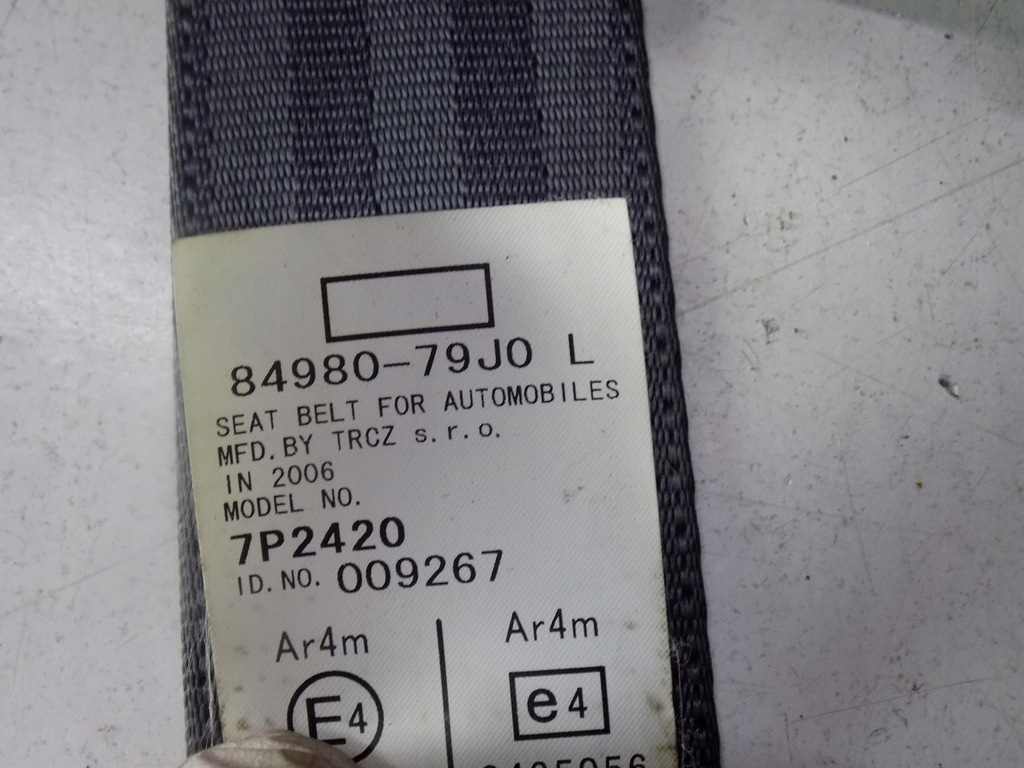 84980-79J0 L
SEAT BELT FOR AUTOMOBILES
MFD. BY TRCZ s.r.o.
IN 2006
MODEL NO.
7P2420
ID. NO. 009267
Ar4m Ar4m
E4 e4